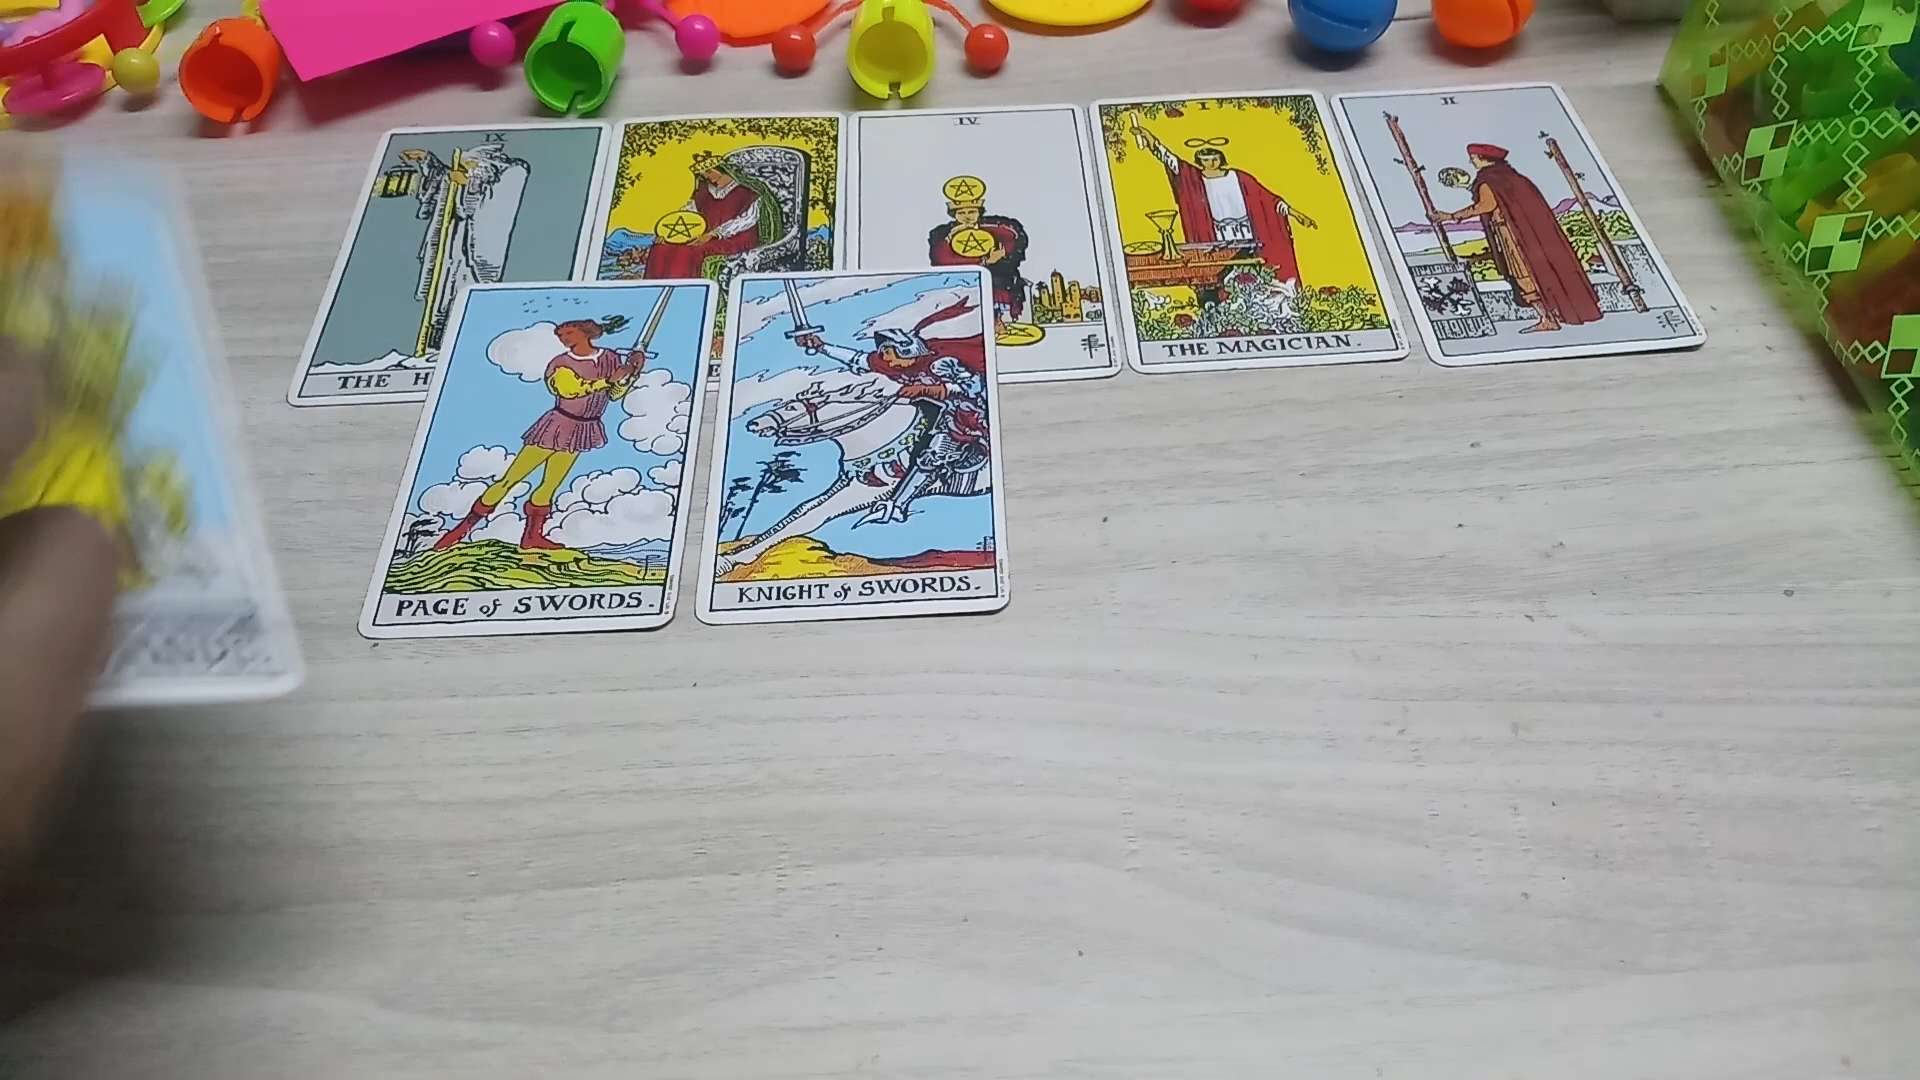 IX
IV
I
II
THE H
THE MAGICIAN.
PAGE of SWORDS.
KNIGHT of SWORDS.